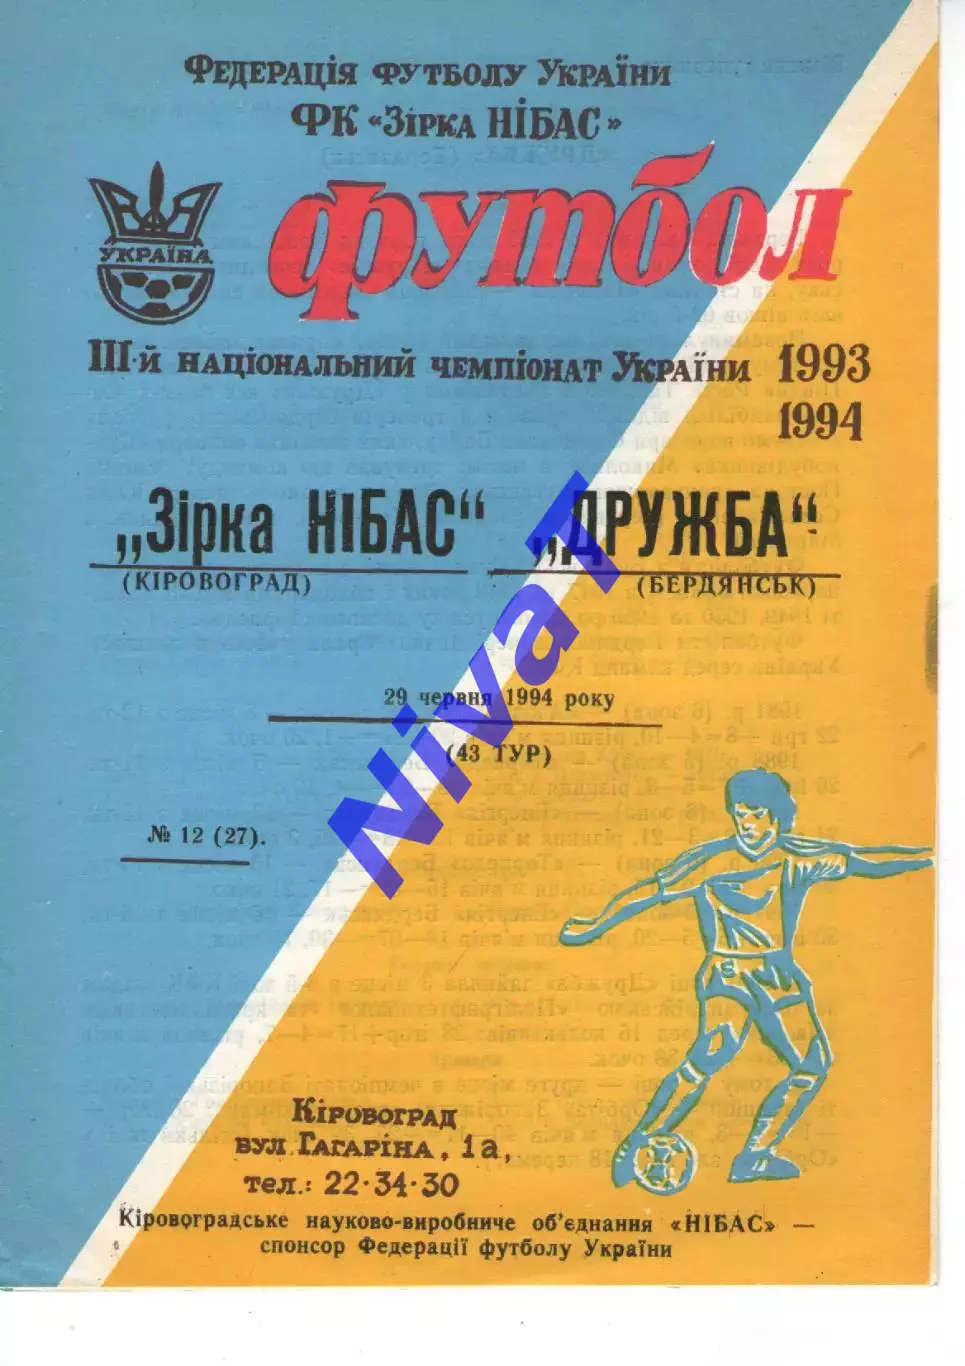 Федерація футболу України
ФК «Зірка НІБАС»
УКРАЇНА
футбол
III-й національний чемпіонат України 1993
1994
„Зірка НІБАС“ „ДРУЖБА“
(КІРОВОГРАД) (БЕРДЯНСЬК)
29 червня 1994 року
(43 ТУР)
№ 12 (27).
NivaT
Кіровоград
вул. Гагаріна, 1а,
тел.: 22-34-30
Кіровоградське науково-виробниче об'єднання «НІБАС» —
спонсор Федерації футболу України